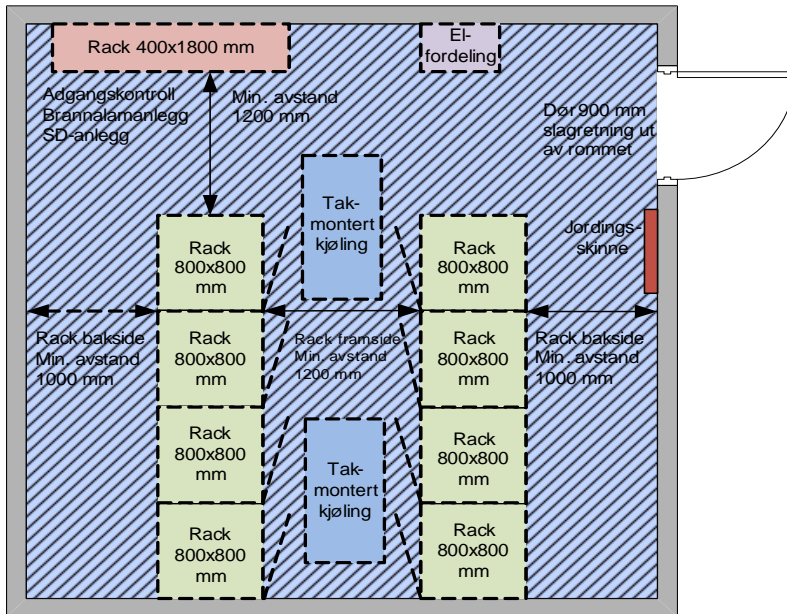 Rack 400x1800 mm
El-
fordeling
Adgangskontroll
Brannalamanlegg
SD-anlegg
Min. avstand
1200 mm
Dør 900 mm
slagretning ut
av rommet
Tak-
montert
kjøling
Jordings-
skinne
Rack
800x800
mm
Rack
800x800
mm
Rack bakside
Min. avstand
1000 mm
Rack
800x800
mm
Rack framside
Min. avstand
1200 mm
Rack
800x800
mm
Rack bakside
Min. avstand
1000 mm
Rack
800x800
mm
Rack
800x800
mm
Tak-
montert
kjøling
Rack
800x800
mm
Rack
800x800
mm